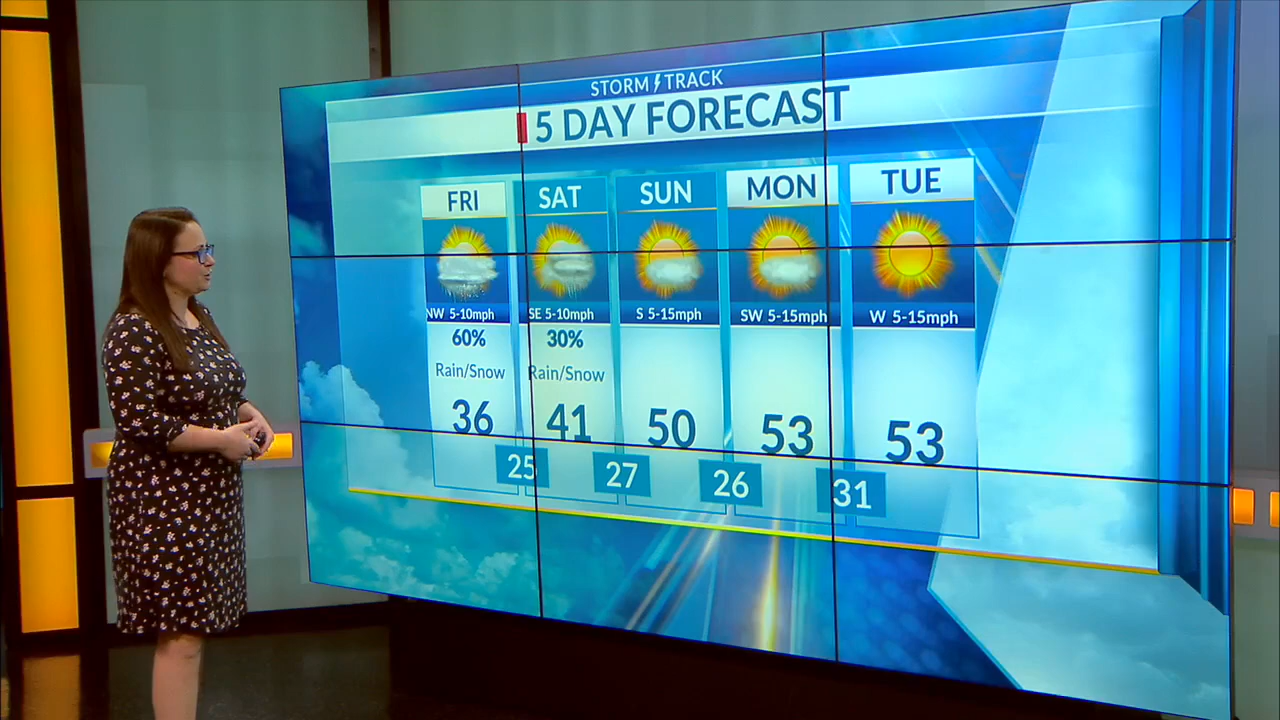 STORM TRACK
5 DAY FORECAST
FRI
SAT
SUN
MON
TUE
NW 5-10mph
SE 5-10mph
S 5-15mph
SW 5-15mph
W 5-15mph
60%
30%
Rain/Snow
Rain/Snow
36
41
50
53
53
25
27
26
31